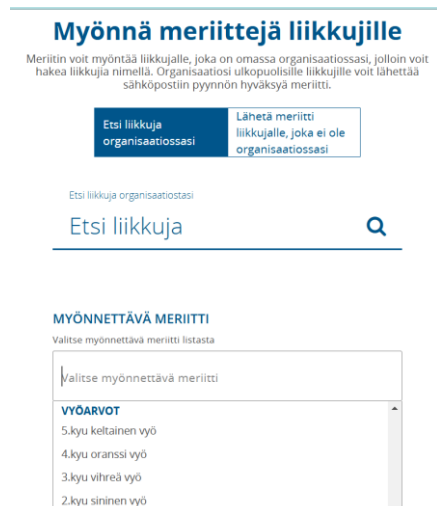 Myönnä meriittejä liikkujille
Meriitin voit myöntää liikkujalle, joka on omassa organisaatiossasi, jolloin voit
hakea liikkujia nimellä. Organisaatiosi ulkopuolisille liikkujille voit lähettää
sähköpostiin pyynnön hyväksyä meriitti.
Etsi liikkuja
organisaatiossasi
Lähetä meriitti
liikkujalle, joka ei ole
organisaatiossasi
Etsi liikkuja organisaatiostasi
Etsi liikkuja
MYÖNNETTÄVÄ MERIITTI
Valitse myönnettävä meriitti listasta
Valitse myönnettävä meriitti
VYÖARVOT
5.kyu keltainen vyö
4.kyu oranssi vyö
3.kyu vihreä vyö
2.kyu sininen vyö